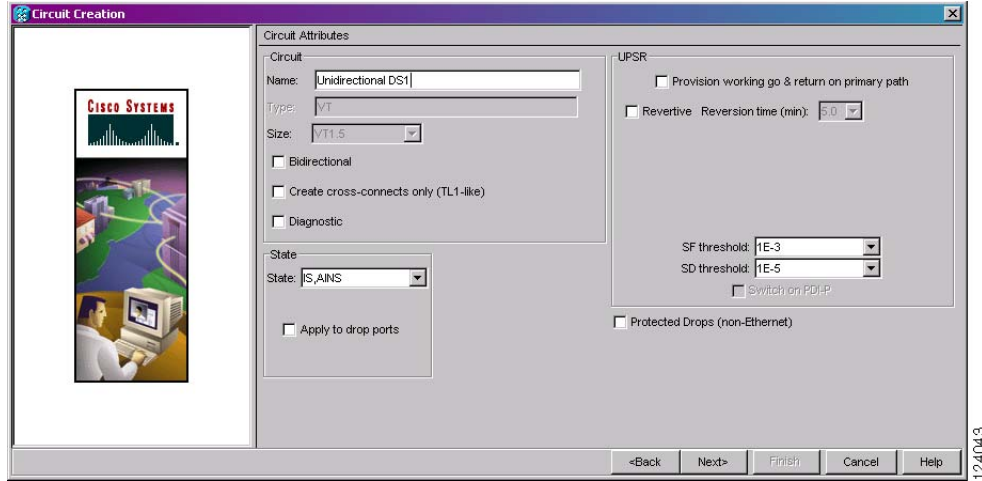 Circuit Creation
CISCO SYSTEMS
Circuit Attributes
Circuit
Name: Unidirectional DS1
Type: VT
Size: VT1.5
Bidirectional
Create cross-connects only (TL1-like)
Diagnostic
State
State: IS,AINS
Apply to drop ports
UPSR
Provision working go & return on primary path
Revertive Reversion time (min): 5.0
SF threshold: 1E-3
SD threshold: 1E-5
Switch on PDI-P
Protected Drops (non-Ethernet)
<Back Next> Finish Cancel Help
124043